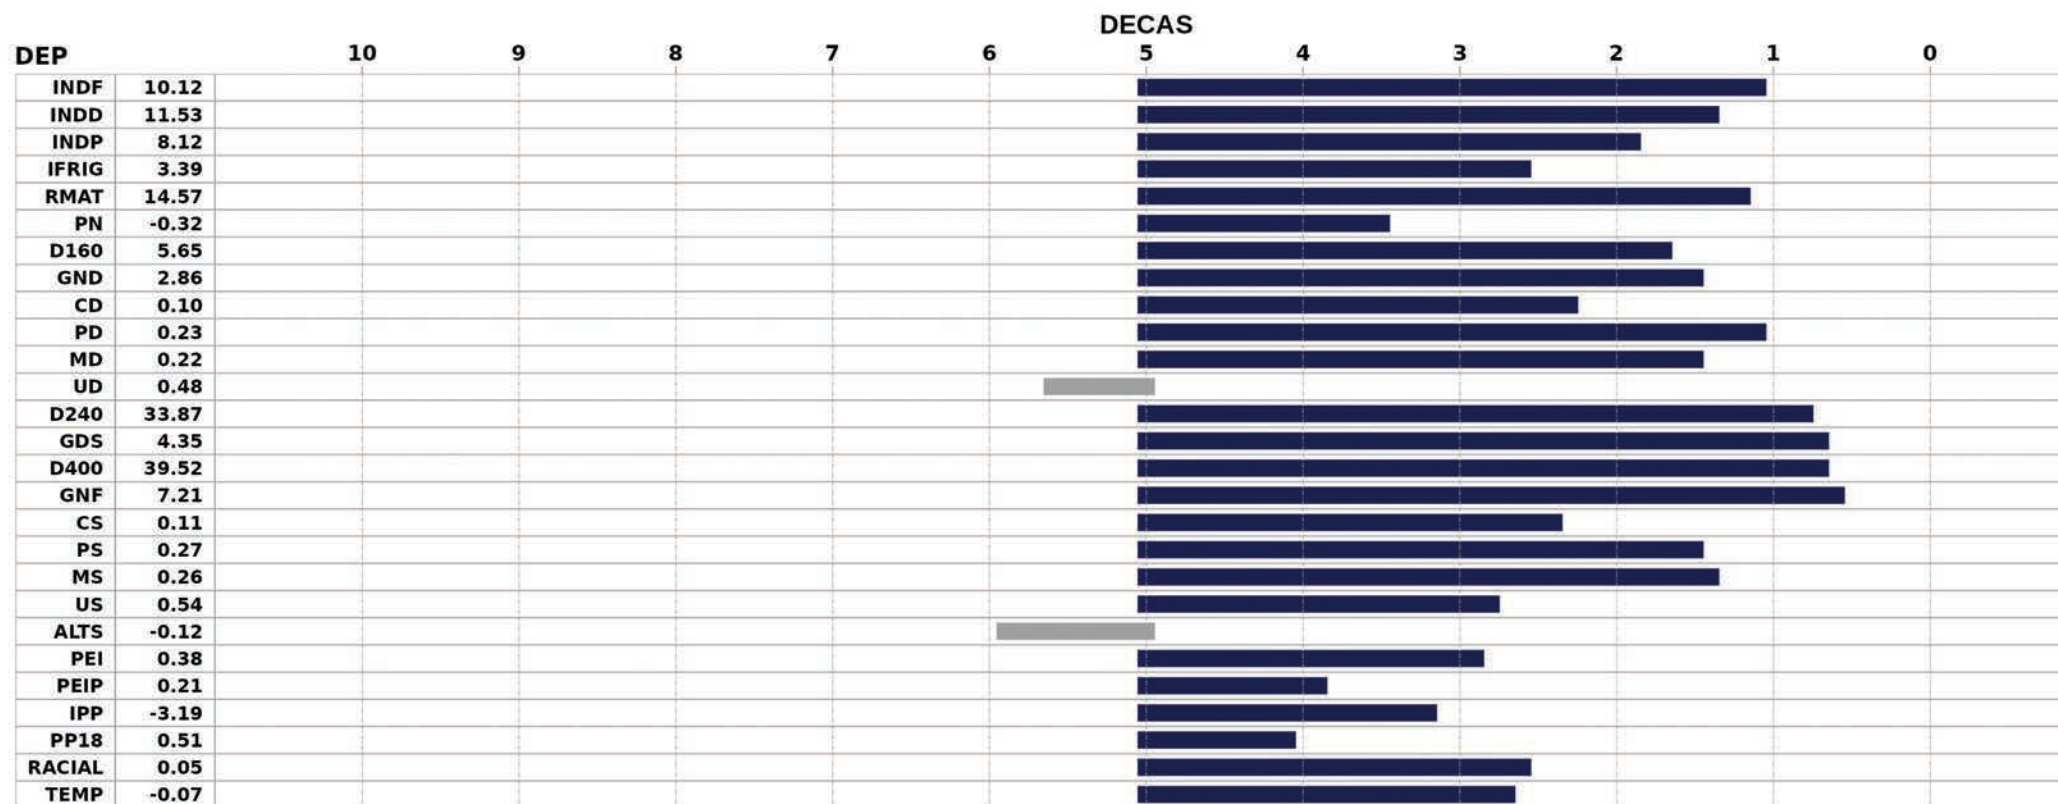 DECAS
DEP 10 9 8 7 6 5 4 3 2 1 0
INDF 10.12
INDD 11.53
INDP 8.12
IFRIG 3.39
RMAT 14.57
PN -0.32
D160 5.65
GND 2.86
CD 0.10
PD 0.23
MD 0.22
UD 0.48
D240 33.87
GDS 4.35
D400 39.52
GNF 7.21
CS 0.11
PS 0.27
MS 0.26
US 0.54
ALTS -0.12
PEI 0.38
PEIP 0.21
IPP -3.19
PP18 0.51
RACIAL 0.05
TEMP -0.07